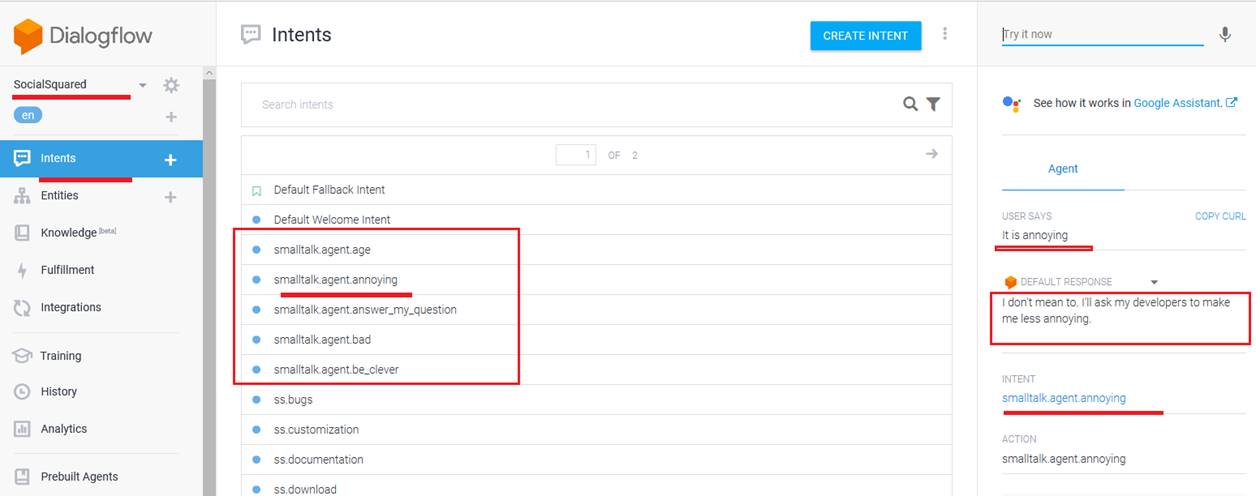 Dialogflow
SocialSquared
en
Intents
Entities
Knowledge [beta]
Fulfillment
Integrations
Training
History
Analytics
Prebuilt Agents
Intents
CREATE INTENT
Search intents
1 OF 2
Default Fallback Intent
Default Welcome Intent
smalltalk.agent.age
smalltalk.agent.annoying
smalltalk.agent.answer_my_question
smalltalk.agent.bad
smalltalk.agent.be_clever
ss.bugs
ss.customization
ss.documentation
ss.download
Try it now
See how it works in Google Assistant.
Agent
USER SAYS COPY CURL
It is annoying
DEFAULT RESPONSE
I don't mean to. I'll ask my developers to make
me less annoying.
INTENT
smalltalk.agent.annoying
ACTION
smalltalk.agent.annoying